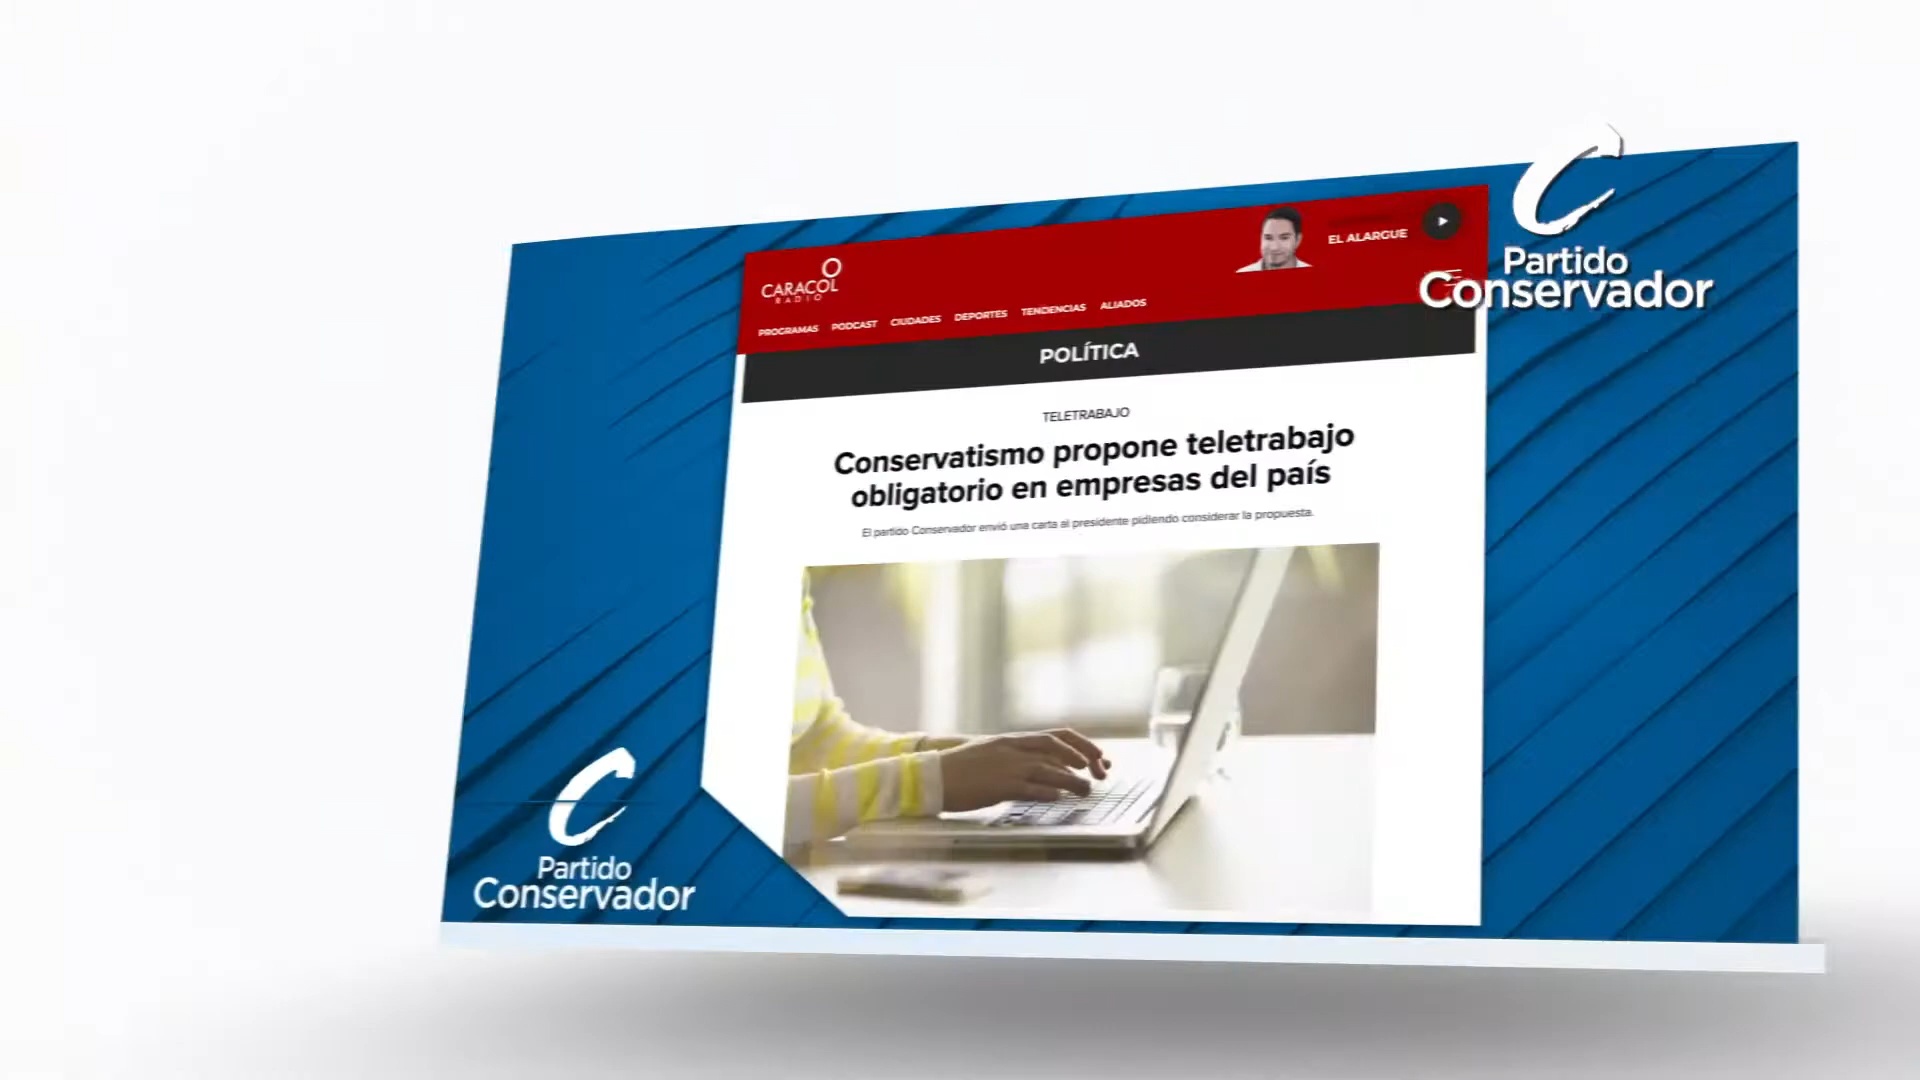 CARACOL
RADIO
EL ALARGUE
PROGRAMAS PODCAST CIUDADES DEPORTES TENDENCIAS ALIADOS
Partido
Conservador
POLÍTICA
TELETRABAJO
Conservatismo propone teletrabajo
obligatorio en empresas del país
El partido Conservador envió una carta al presidente pidiendo considerar la propuesta.
Partido
Conservador